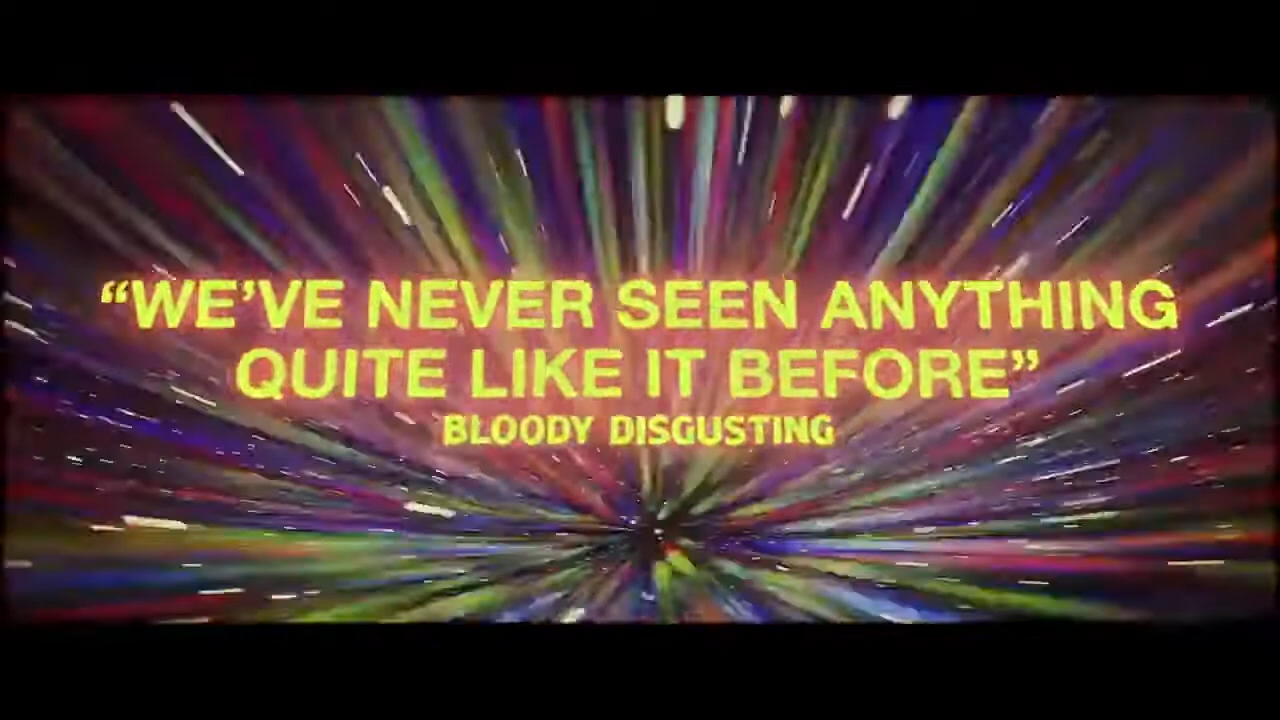 “WE’VE NEVER SEEN ANYTHING
QUITE LIKE IT BEFORE”
BLOODY DISGUSTING